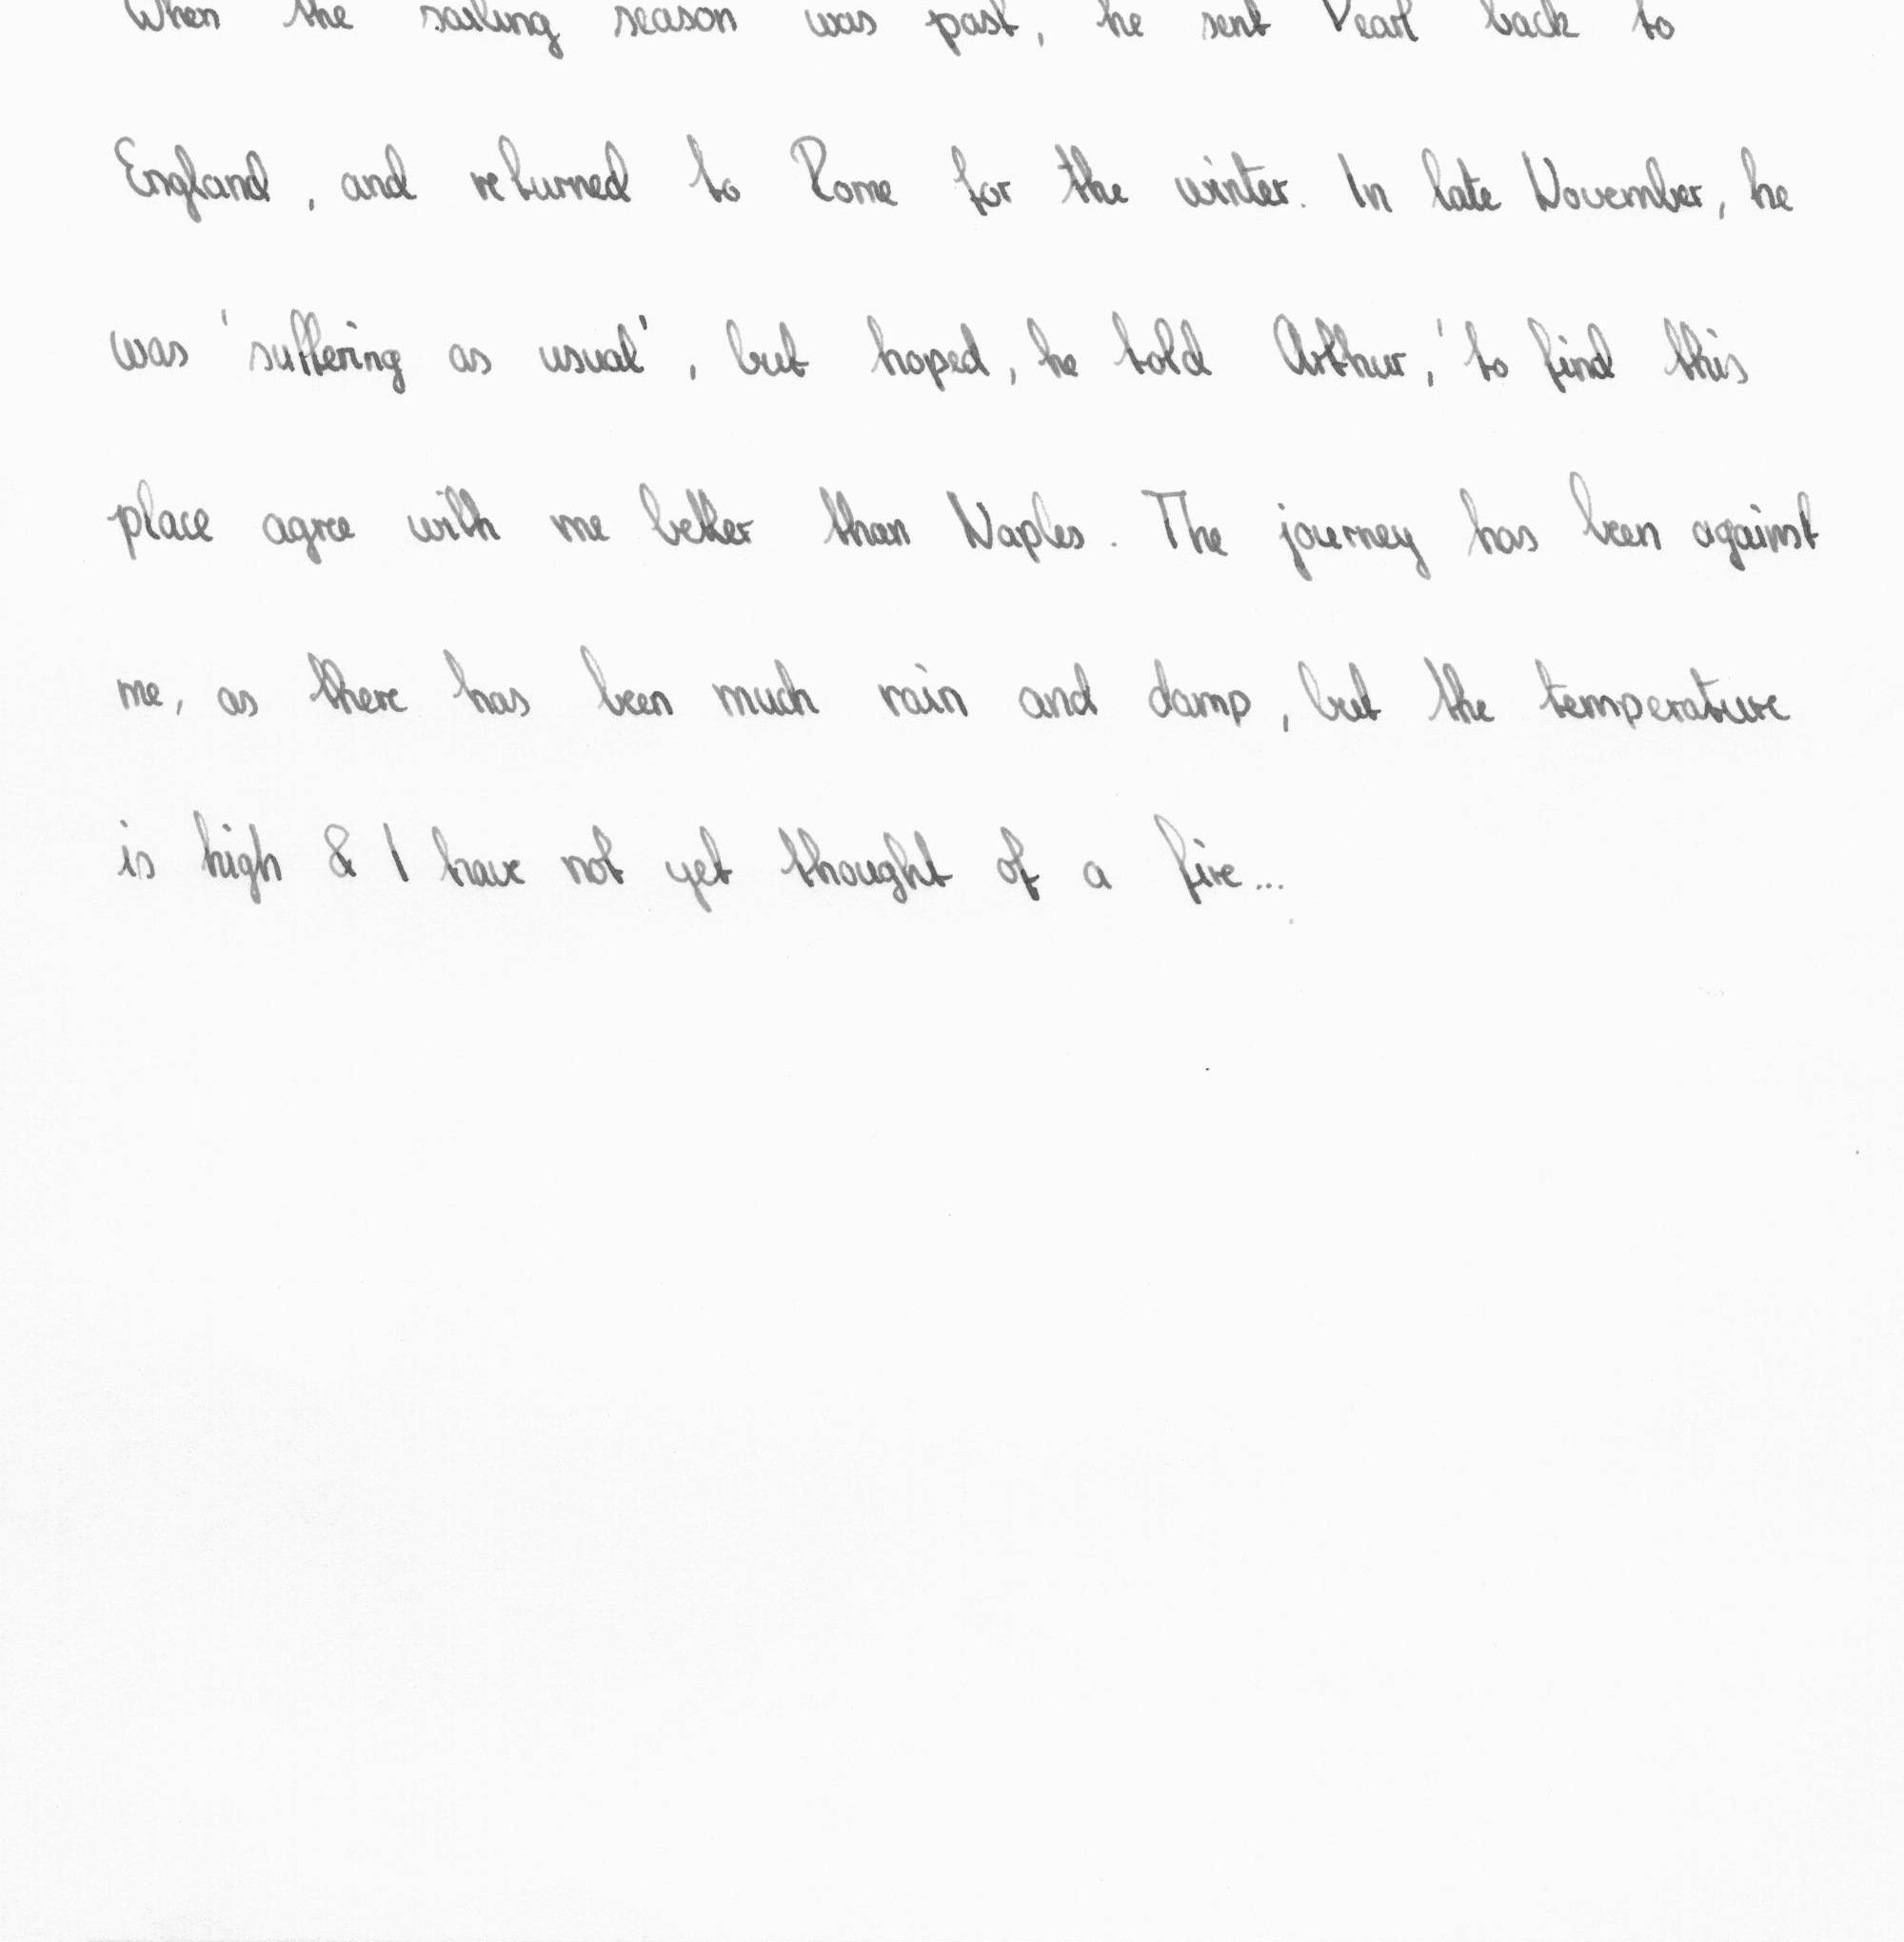 When the sailing season was past, he sent Pearl back to
England, and returned to Rome for the winter. In late November, he
was 'suffering as usual', but hoped, he told Arthur, 'to find this
place agree with me better than Naples. The journey has been against
me, as there has been much rain and damp, but the temperature
is high & I have not yet thought of a fire...